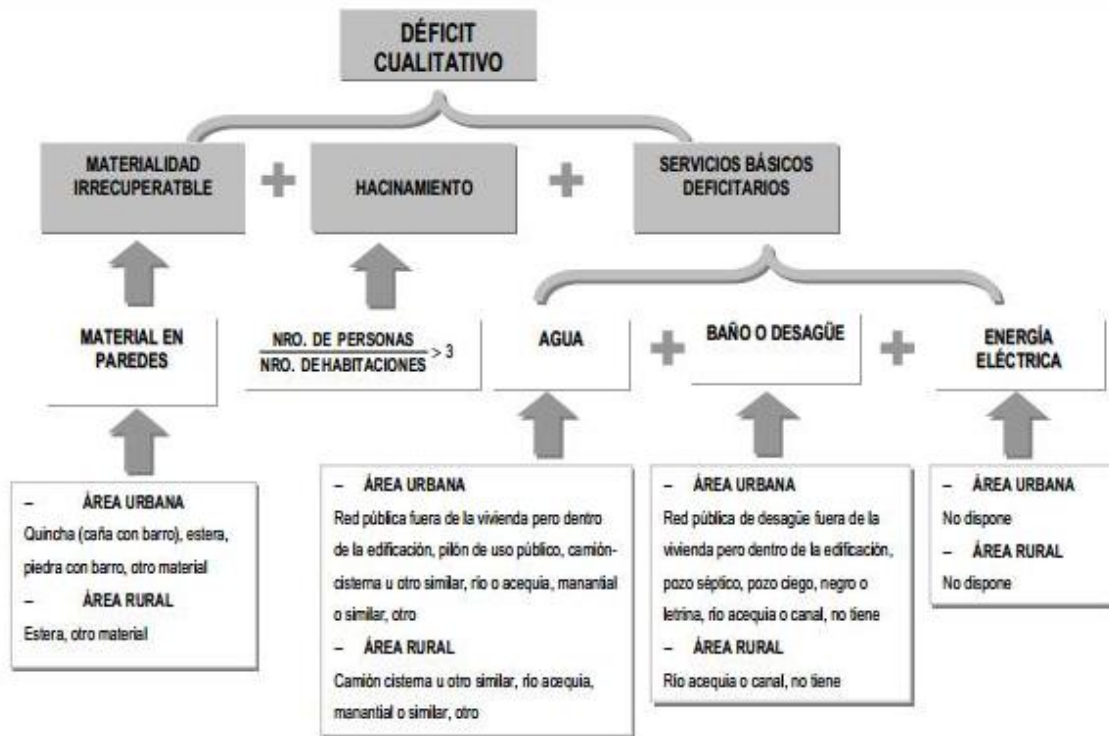 DÉFICIT
CUALITATIVO
MATERIALIDAD
IRRECUPERATBLE
HACINAMIENTO
SERVICIOS BÁSICOS
DEFICITARIOS
MATERIAL EN
PAREDES
NRO. DE PERSONAS
NRO. DE HABITACIONES
> 3
AGUA
BAÑO O DESAGÜE
ENERGÍA
ELÉCTRICA
– ÁREA URBANA
Quincha (caña con barro), estera,
piedra con barro, otro material
– ÁREA RURAL
Estera, otro material
– ÁREA URBANA
Red pública fuera de la vivienda pero dentro
de la edificación, pilón de uso público, camión-
cisterna u otro similar, río o acequia, manantial
o similar, otro
– ÁREA RURAL
Camión cisterna u otro similar, río acequia,
manantial o similar, otro
– ÁREA URBANA
Red pública de desagüe fuera de la
vivienda pero dentro de la edificación,
pozo séptico, pozo ciego, negro o
letrina, río acequia o canal, no tiene
– ÁREA RURAL
Río acequia o canal, no tiene
– ÁREA URBANA
No dispone
– ÁREA RURAL
No dispone